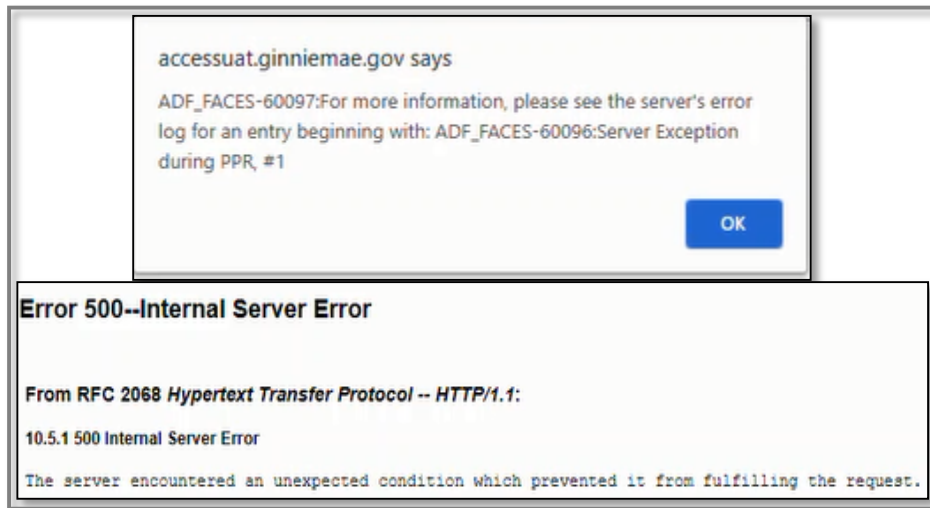 accessuat.ginniemae.gov says
ADF_FACES-60097:For more information, please see the server's error
log for an entry beginning with: ADF_FACES-60096:Server Exception
during PPR, #1
OK
Error 500--Internal Server Error
From RFC 2068 Hypertext Transfer Protocol -- HTTP/1.1:
10.5.1 500 Internal Server Error
The server encountered an unexpected condition which prevented it from fulfilling the request.